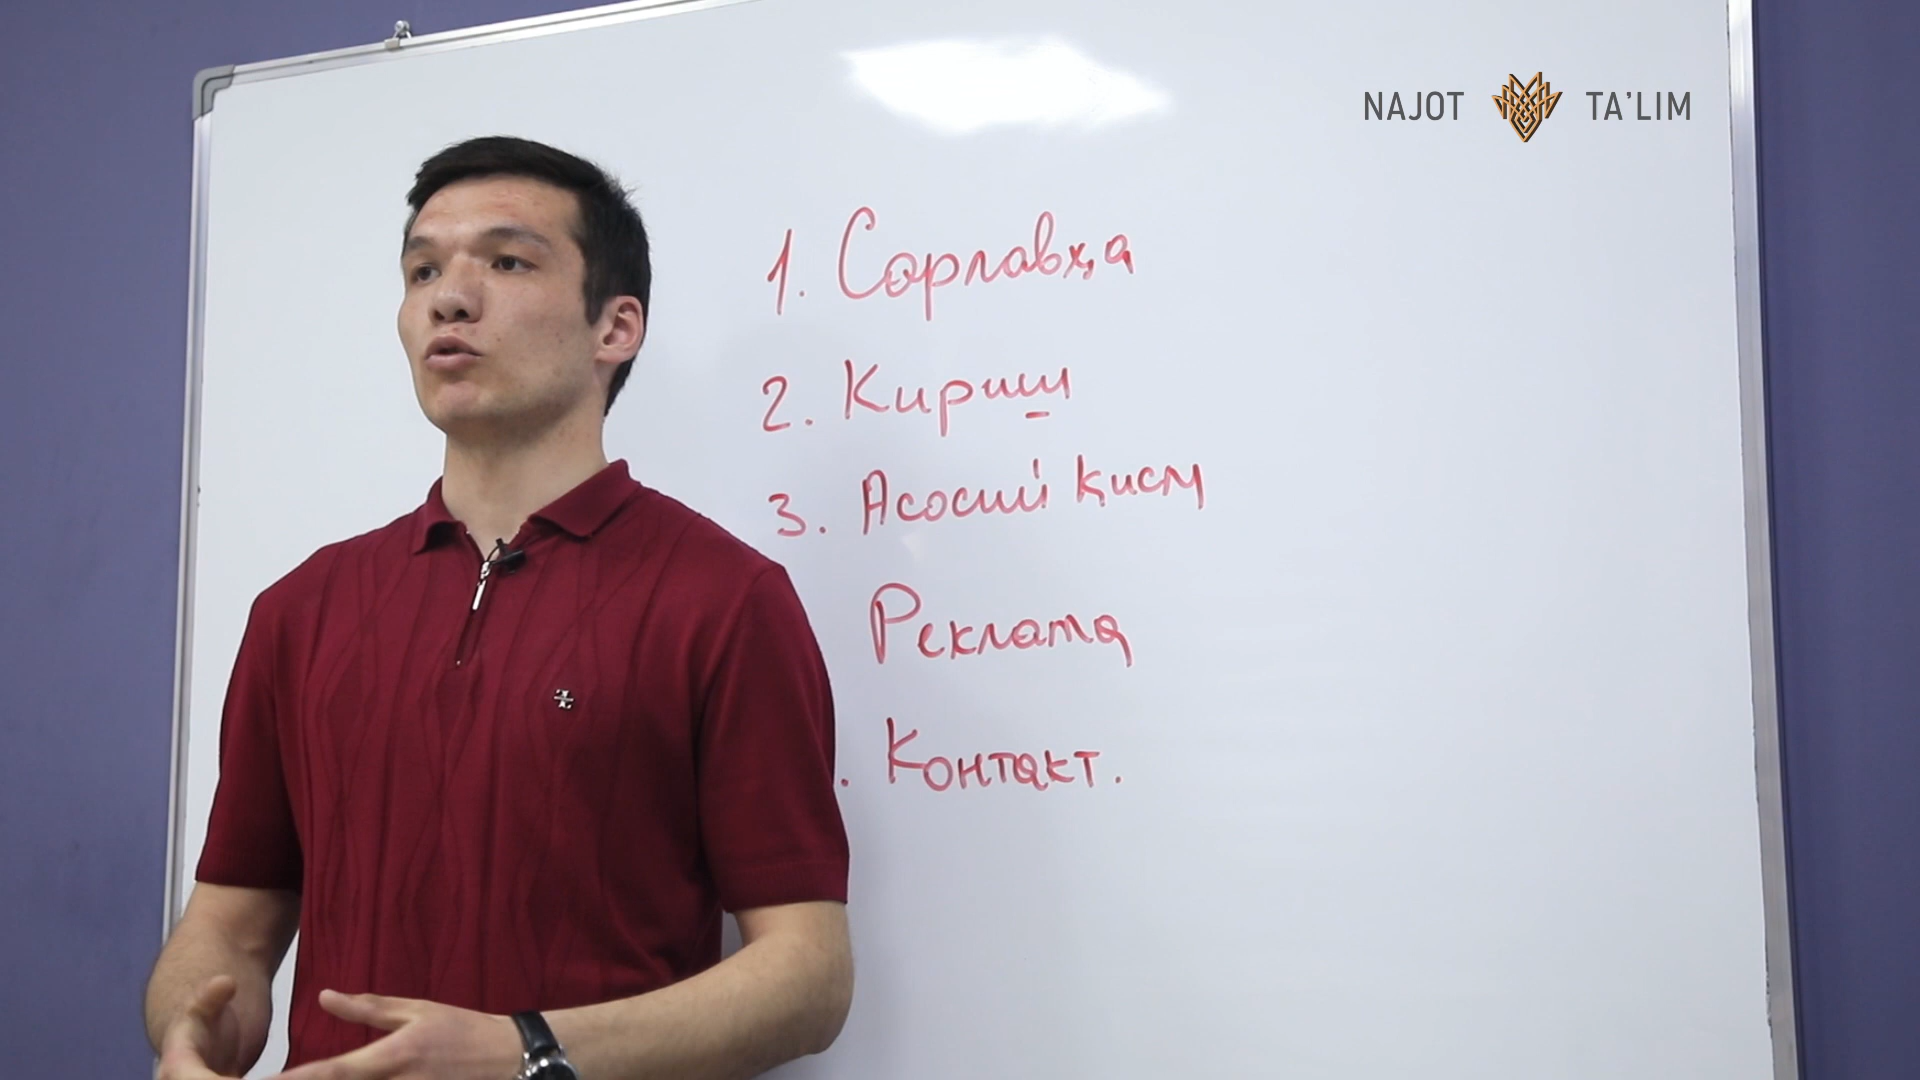 NAJOT TA'LIM
1. Сарлавҳа
2. Кириш
3. Асосий қисм
Реклама
. Контакт.